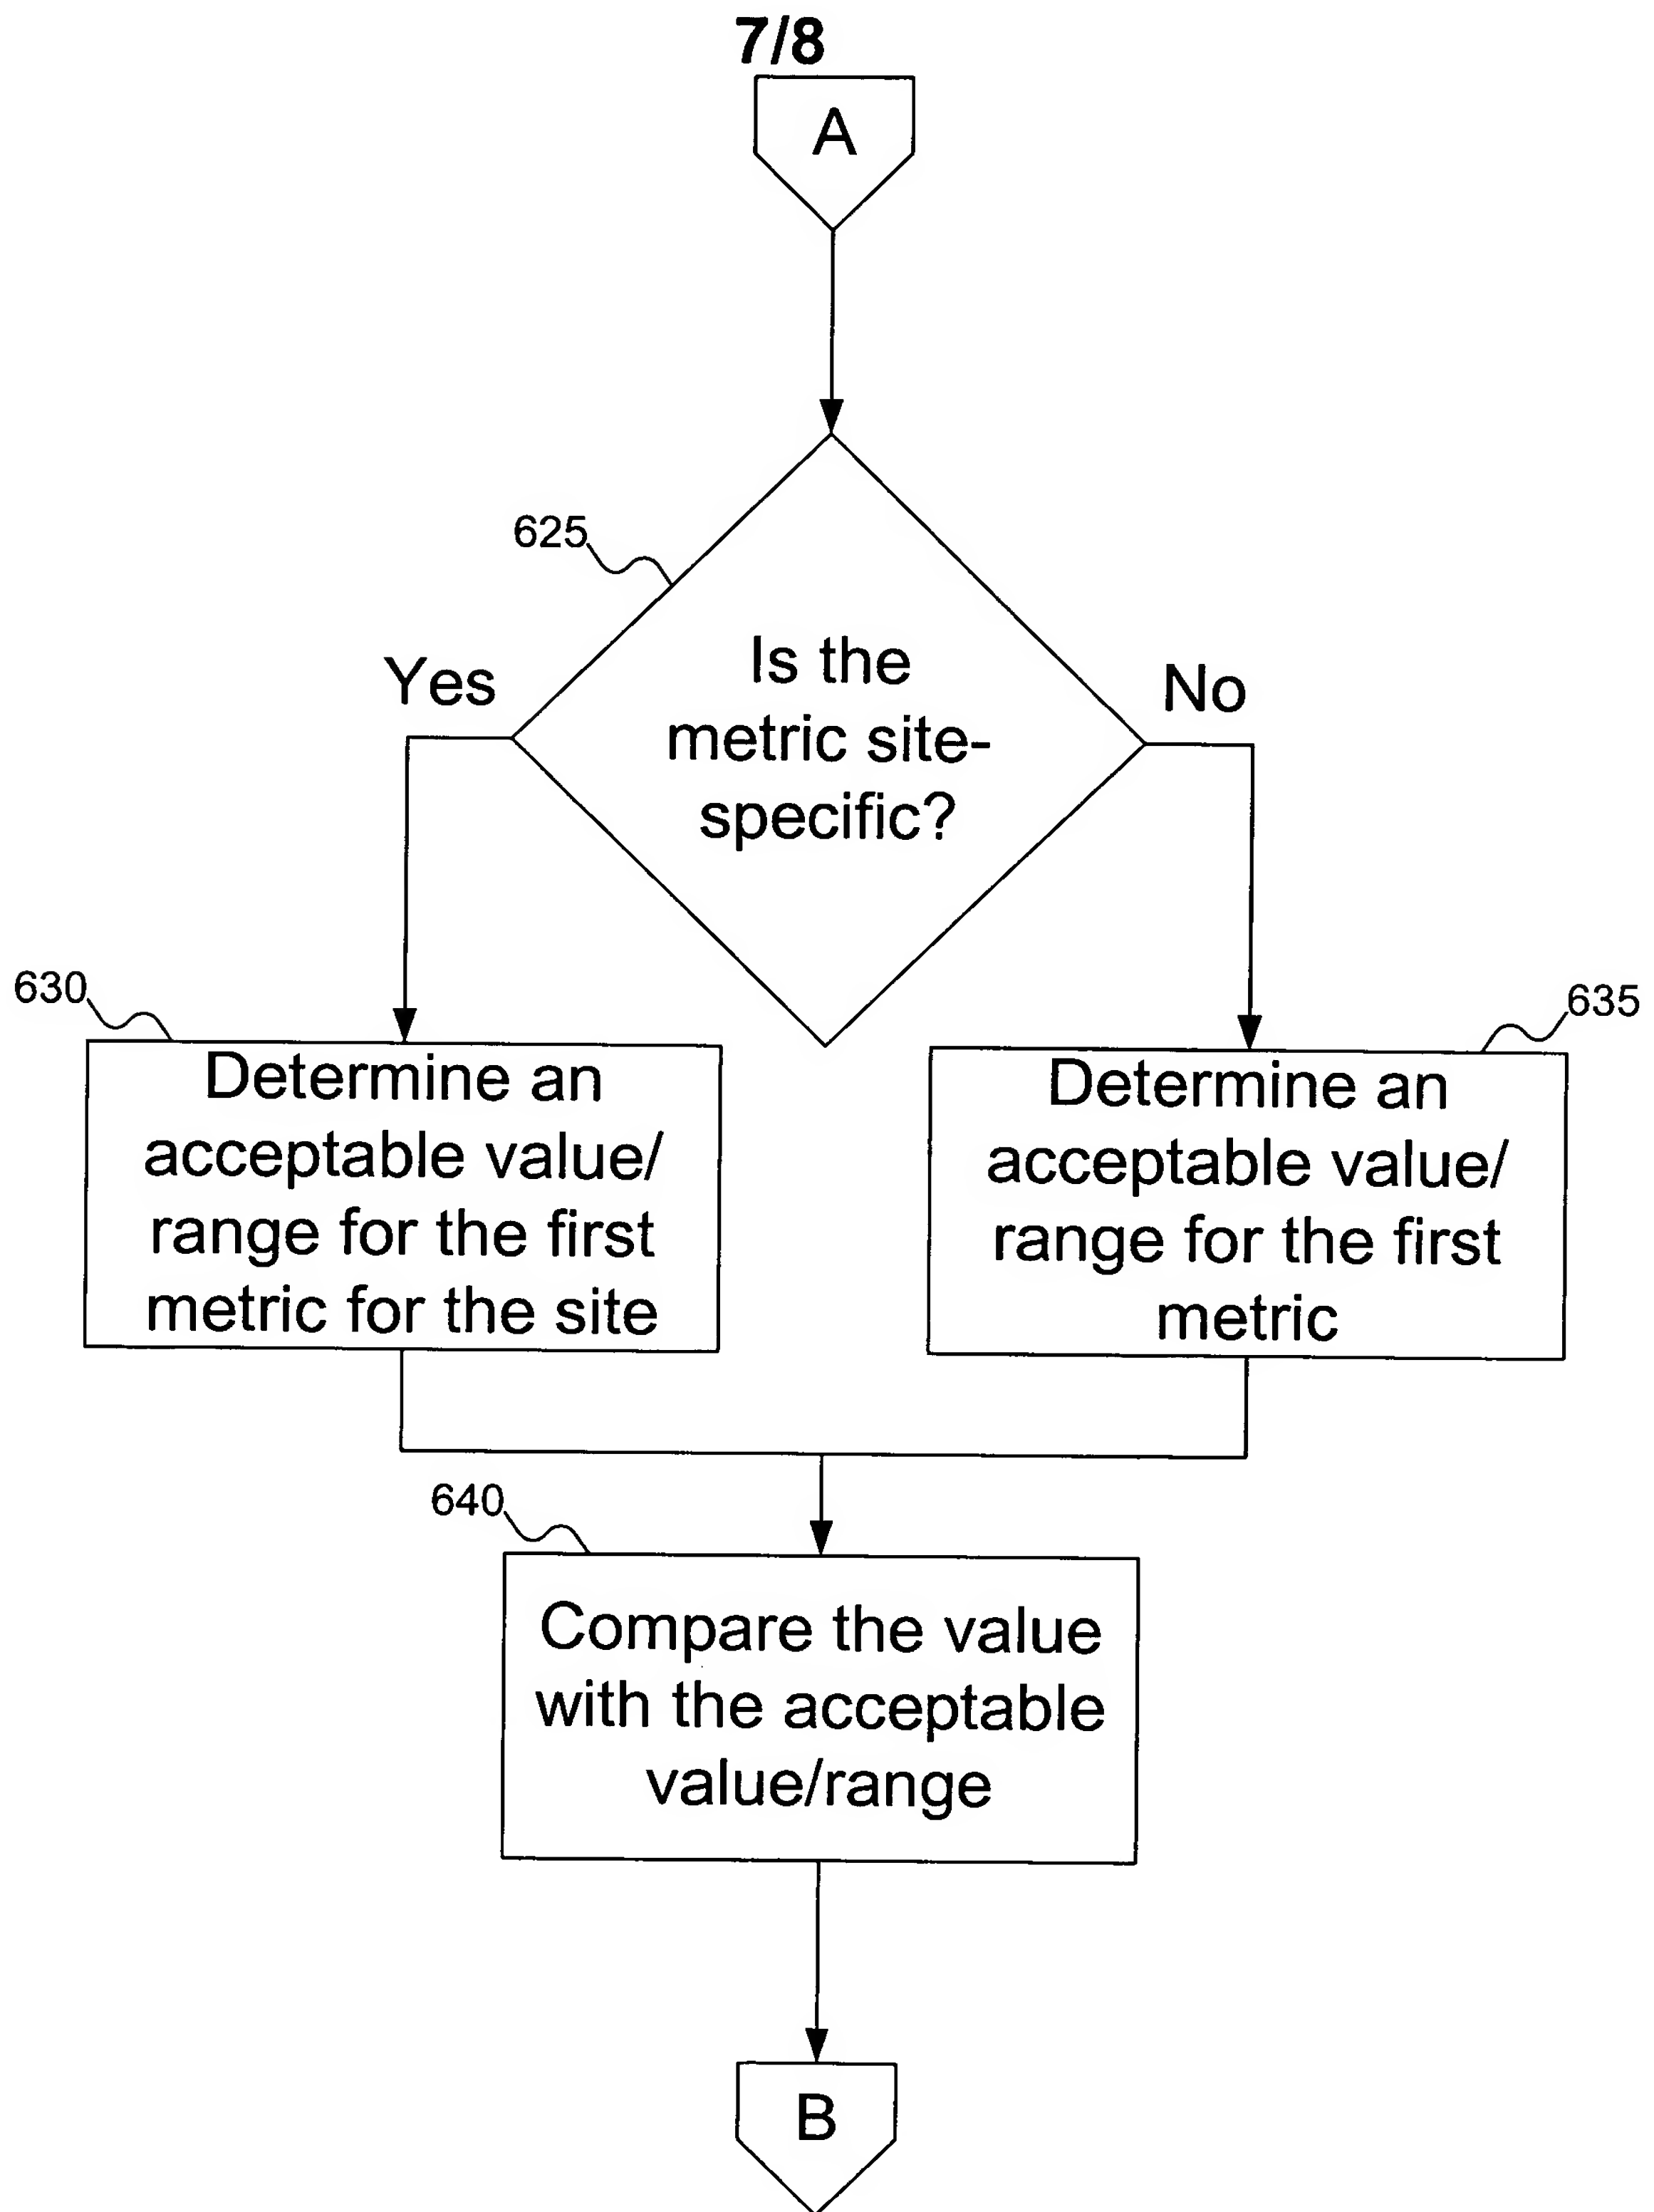 7/8
A
625
Is the
metric site-
specific?
Yes
No
630
Determine an
acceptable value/
range for the first
metric for the site
635
Determine an
acceptable value/
range for the first
metric
640
Compare the value
with the acceptable
value/range
B